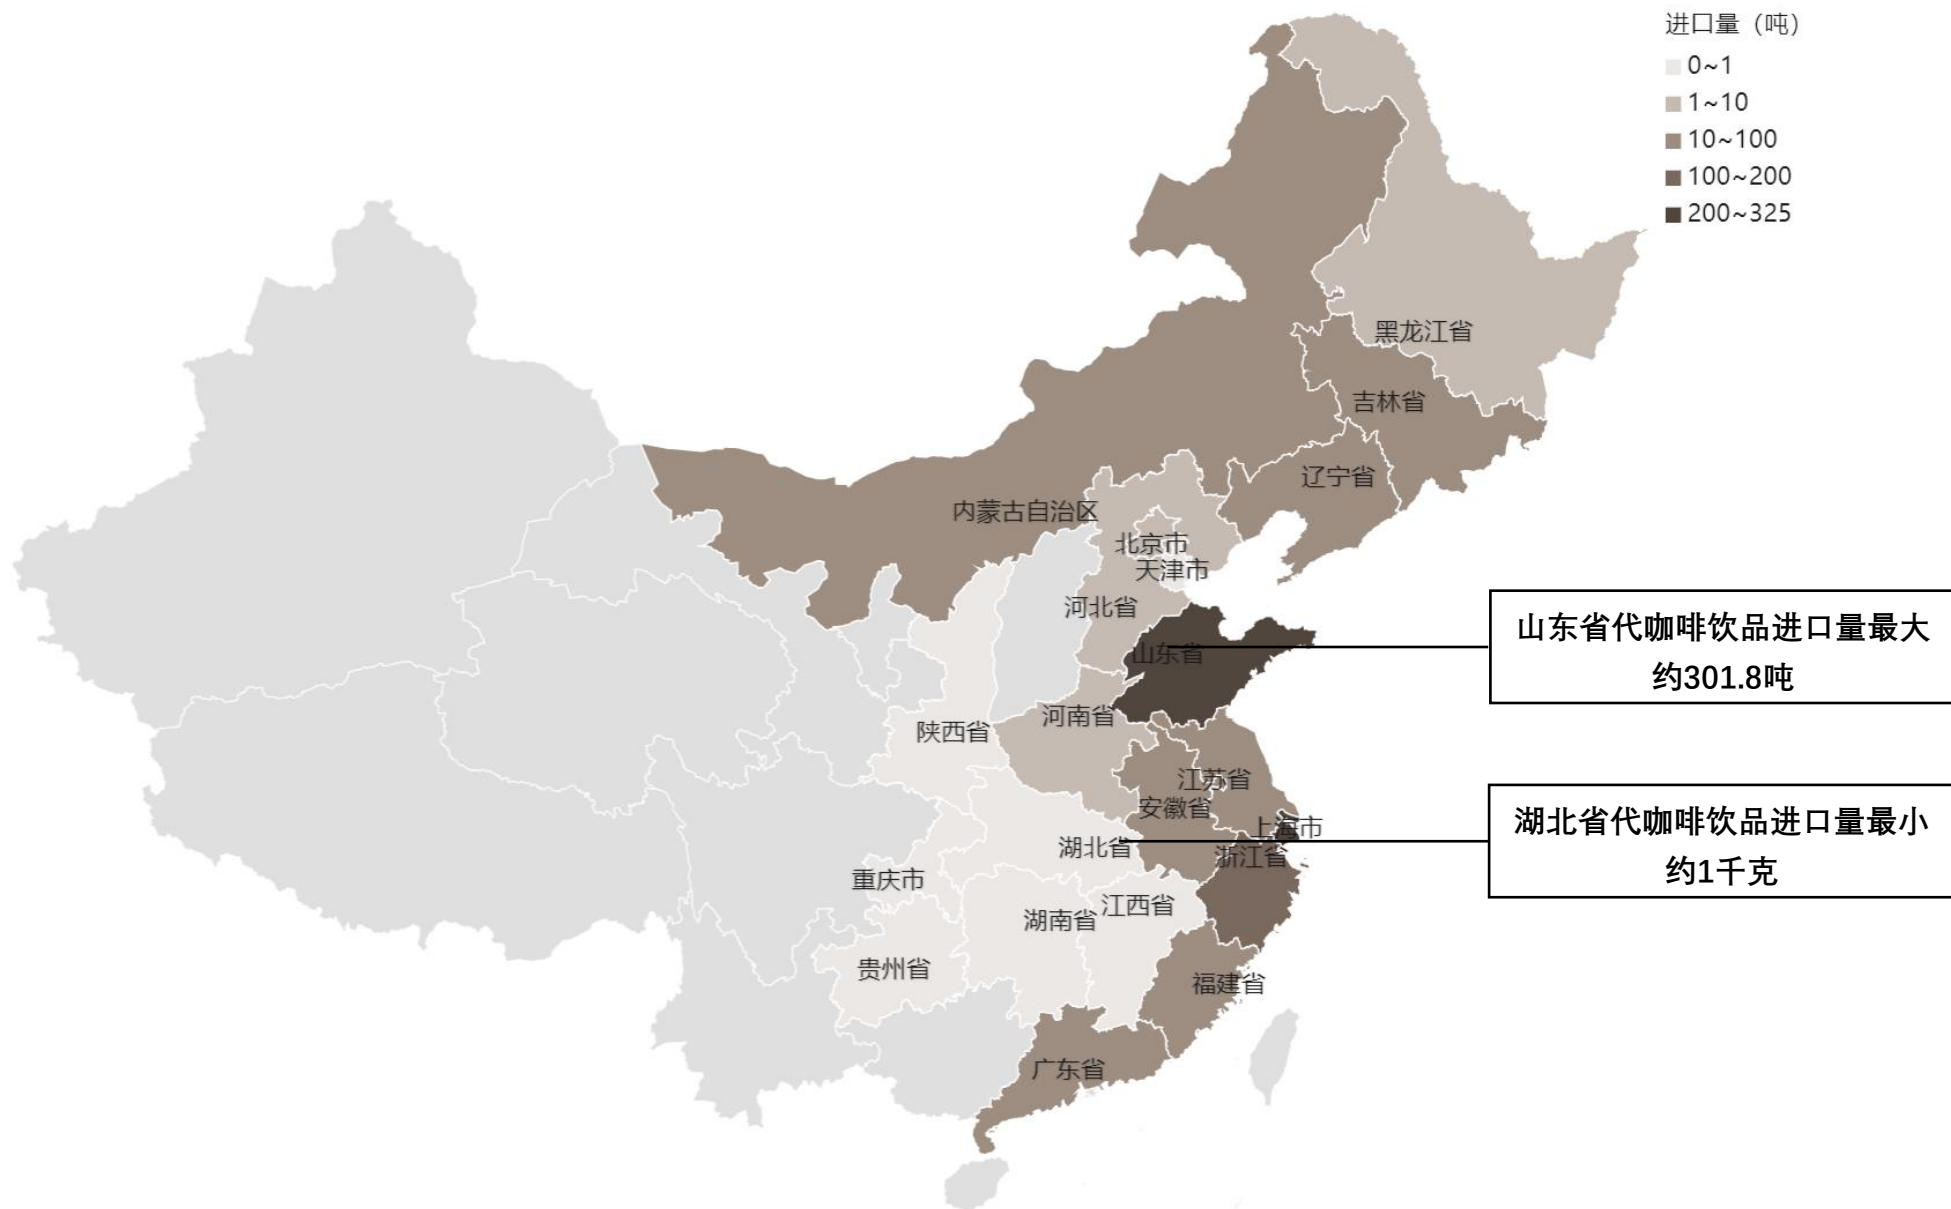 进口量（吨）
0~1
1~10
10~100
100~200
200~325
黑龙江省
吉林省
辽宁省
内蒙古自治区
北京市
天津市
河北省
山东省
山东省代咖啡饮品进口量最大
约301.8吨
河南省
陕西省
江苏省
安徽省
上海市
湖北省
浙江省
湖北省代咖啡饮品进口量最小
约1千克
重庆市
江西省
湖南省
贵州省
福建省
广东省